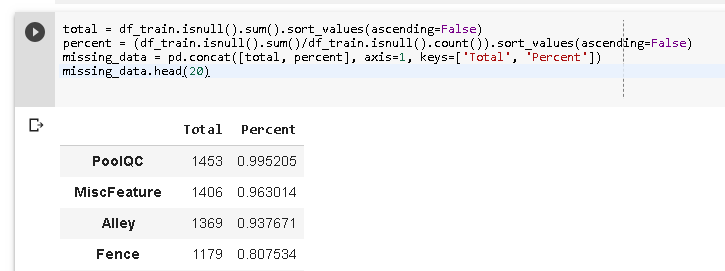 total = df_train.isnull().sum().sort_values(ascending=False)
percent = (df_train.isnull().sum()/df_train.isnull().count()).sort_values(ascending=False)
missing_data = pd.concat([total, percent], axis=1, keys=['Total', 'Percent'])
missing_data.head(20)
Total Percent
PoolQC 1453 0.995205
MiscFeature 1406 0.963014
Alley 1369 0.937671
Fence 1179 0.807534